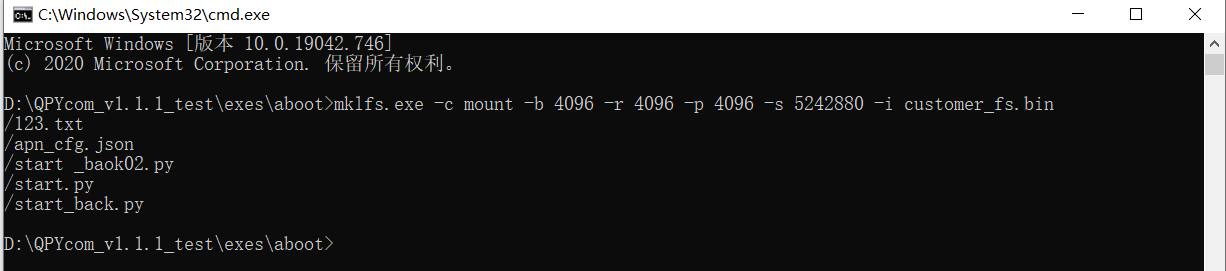 C:\Windows\System32\cmd.exe
Microsoft Windows [版本 10.0.19042.746]
(c) 2020 Microsoft Corporation. 保留所有权利。
D:\QPYcom_v1.1.1_test\exes\aboot>mklfs.exe -c mount -b 4096 -r 4096 -p 4096 -s 5242880 -i customer_fs.bin
/123.txt
/apn_cfg.json
/start _baok02.py
/start.py
/start_back.py
D:\QPYcom_v1.1.1_test\exes\aboot>